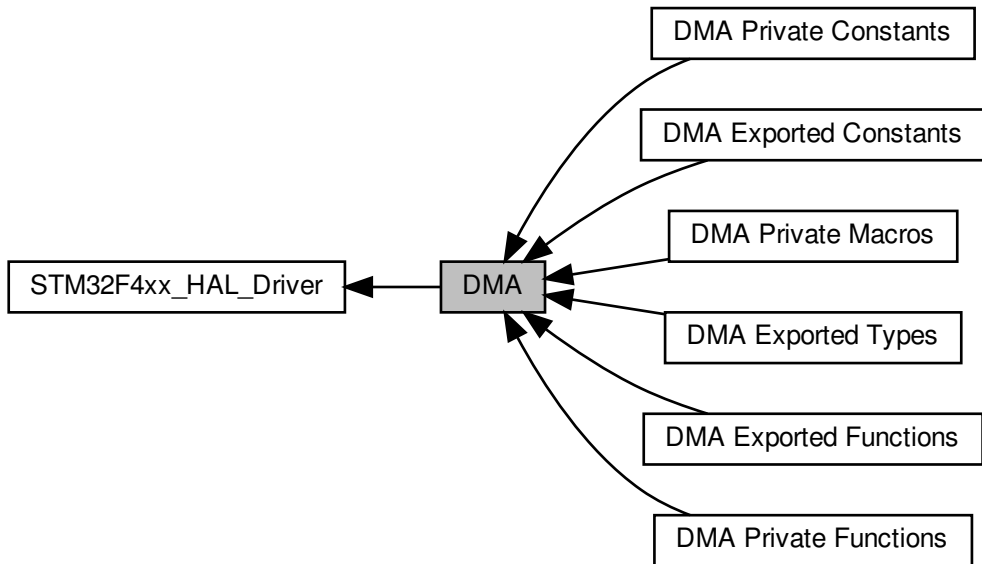 DMA Private Constants
DMA Exported Constants
DMA Private Macros
STM32F4xx_HAL_Driver
DMA
DMA Exported Types
DMA Exported Functions
DMA Private Functions